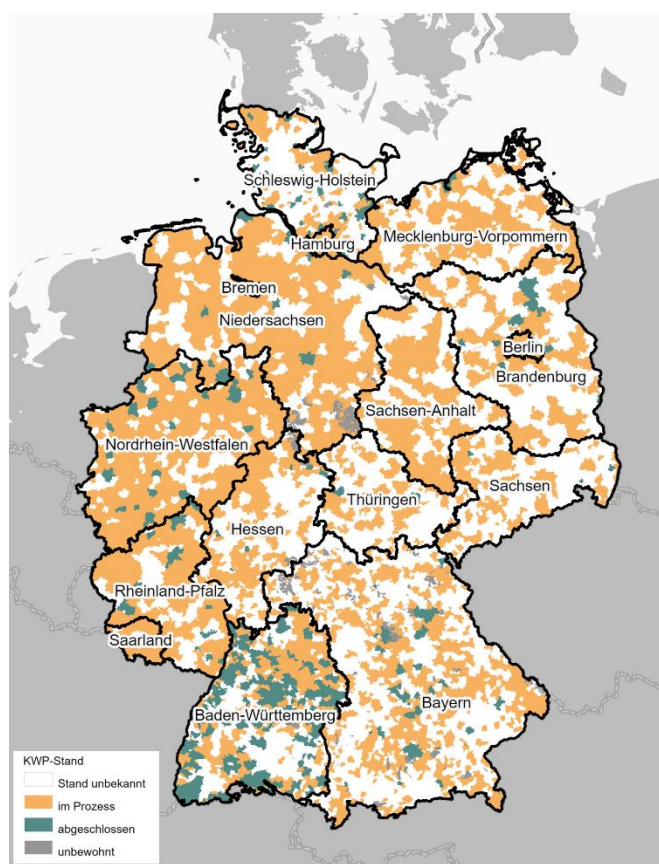 Schleswig-Holstein
Hamburg
Mecklenburg-Vorpommern
Bremen
Niedersachsen
Berlin
Brandenburg
Sachsen-Anhalt
Nordrhein-Westfalen
Sachsen
Thüringen
Hessen
Rheinland-Pfalz
Saarland
Bayern
Baden-Württemberg
KWP-Stand
Stand unbekannt
im Prozess
abgeschlossen
unbewohnt